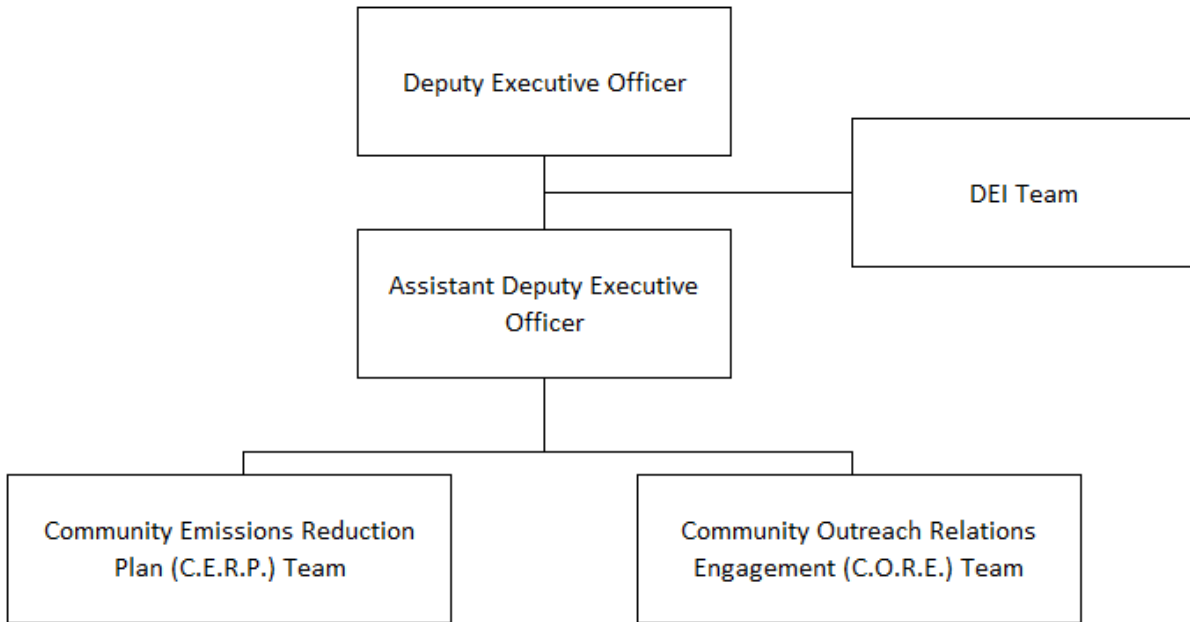 Deputy Executive Officer
DEI Team
Assistant Deputy Executive
Officer
Community Emissions Reduction
Plan (C.E.R.P.) Team
Community Outreach Relations
Engagement (C.O.R.E.) Team